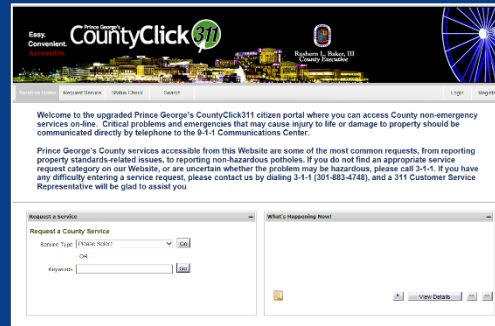 Easy.
Convenient.
Accessible.
Prince George's
CountyClick 311
Rushern L. Baker, III
County Executive
Services Home Request Service Status Check Search Login Register
Welcome to the upgraded Prince George's CountyClick311 citizen portal where you can access County non-emergency
services on-line. Critical problems and emergencies that may cause injury to life or damage to property should be
communicated directly by telephone to the 9-1-1 Communications Center.
Prince George's County services accessible from this Website are some of the most common requests, from reporting
property standards-related issues, to reporting non-hazardous potholes. If you do not find an appropriate service
request category on our Website, or are uncertain whether the problem may be hazardous, please call 3-1-1. If you have
any difficulty entering a service request, please contact us by dialing 3-1-1 (301-883-4748), and a 311 Customer Service
Representative will be glad to assist you.
Request a Service
What's Happening Now!
Request a County Service
Service Type Please Select Go
- OR -
Keywords Go
View Details